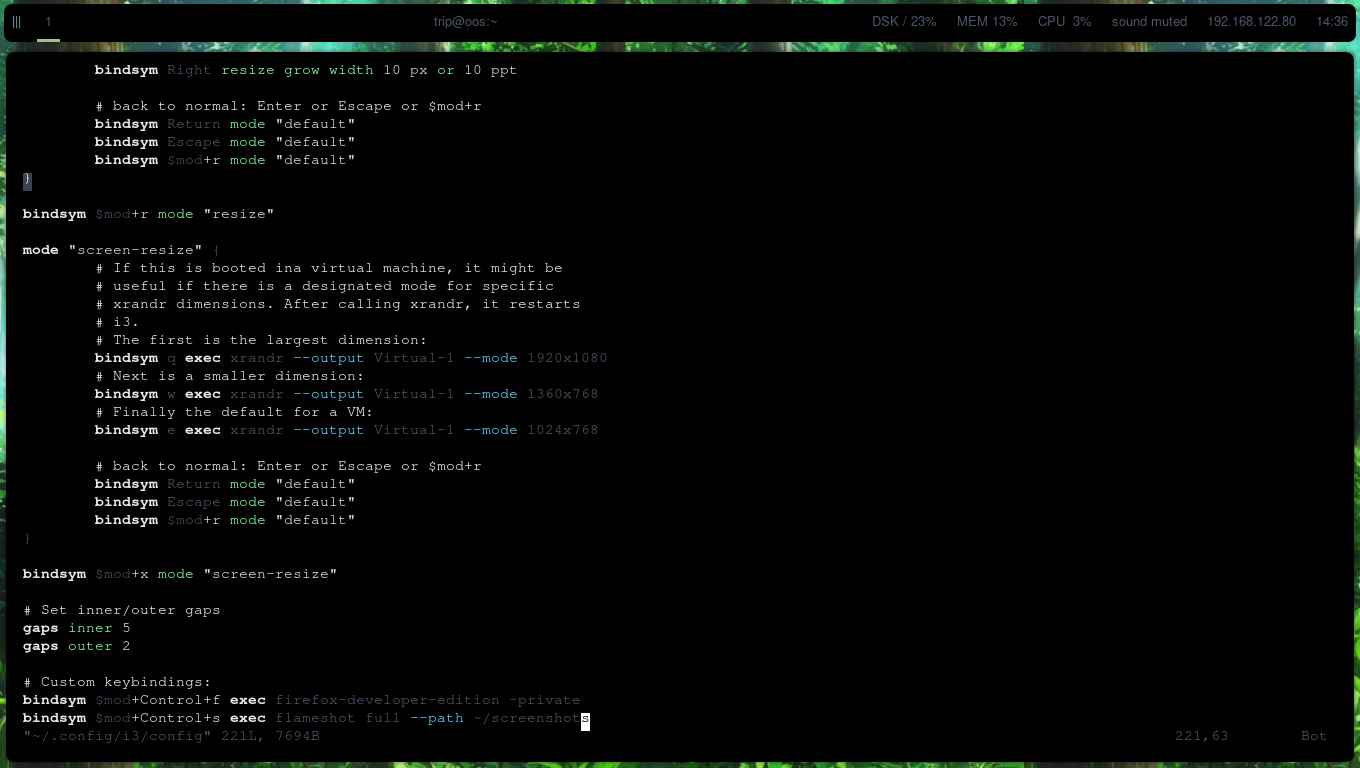 1 trip@oos:~ DSK / 23% MEM 13% CPU 3% sound muted 192.168.122.80 14:36
bindsym Right resize grow width 10 px or 10 ppt
# back to normal: Enter or Escape or $mod+r
bindsym Return mode "default"
bindsym Escape mode "default"
bindsym $mod+r mode "default"
}
bindsym $mod+r mode "resize"
mode "screen-resize" {
# If this is booted ina virtual machine, it might be
# useful if there is a designated mode for specific
# xrandr dimensions. After calling xrandr, it restarts
# i3.
# The first is the largest dimension:
bindsym q exec xrandr --output Virtual-1 --mode 1920x1080
# Next is a smaller dimension:
bindsym w exec xrandr --output Virtual-1 --mode 1360x768
# Finally the default for a VM:
bindsym e exec xrandr --output Virtual-1 --mode 1024x768
# back to normal: Enter or Escape or $mod+r
bindsym Return mode "default"
bindsym Escape mode "default"
bindsym $mod+r mode "default"
}
bindsym $mod+x mode "screen-resize"
# Set inner/outer gaps
gaps inner 5
gaps outer 2
# Custom keybindings:
bindsym $mod+Control+f exec firefox-developer-edition -private
bindsym $mod+Control+s exec flameshot full --path ~/screenshots
"~/.config/i3/config" 221L, 7694B 221,63 Bot